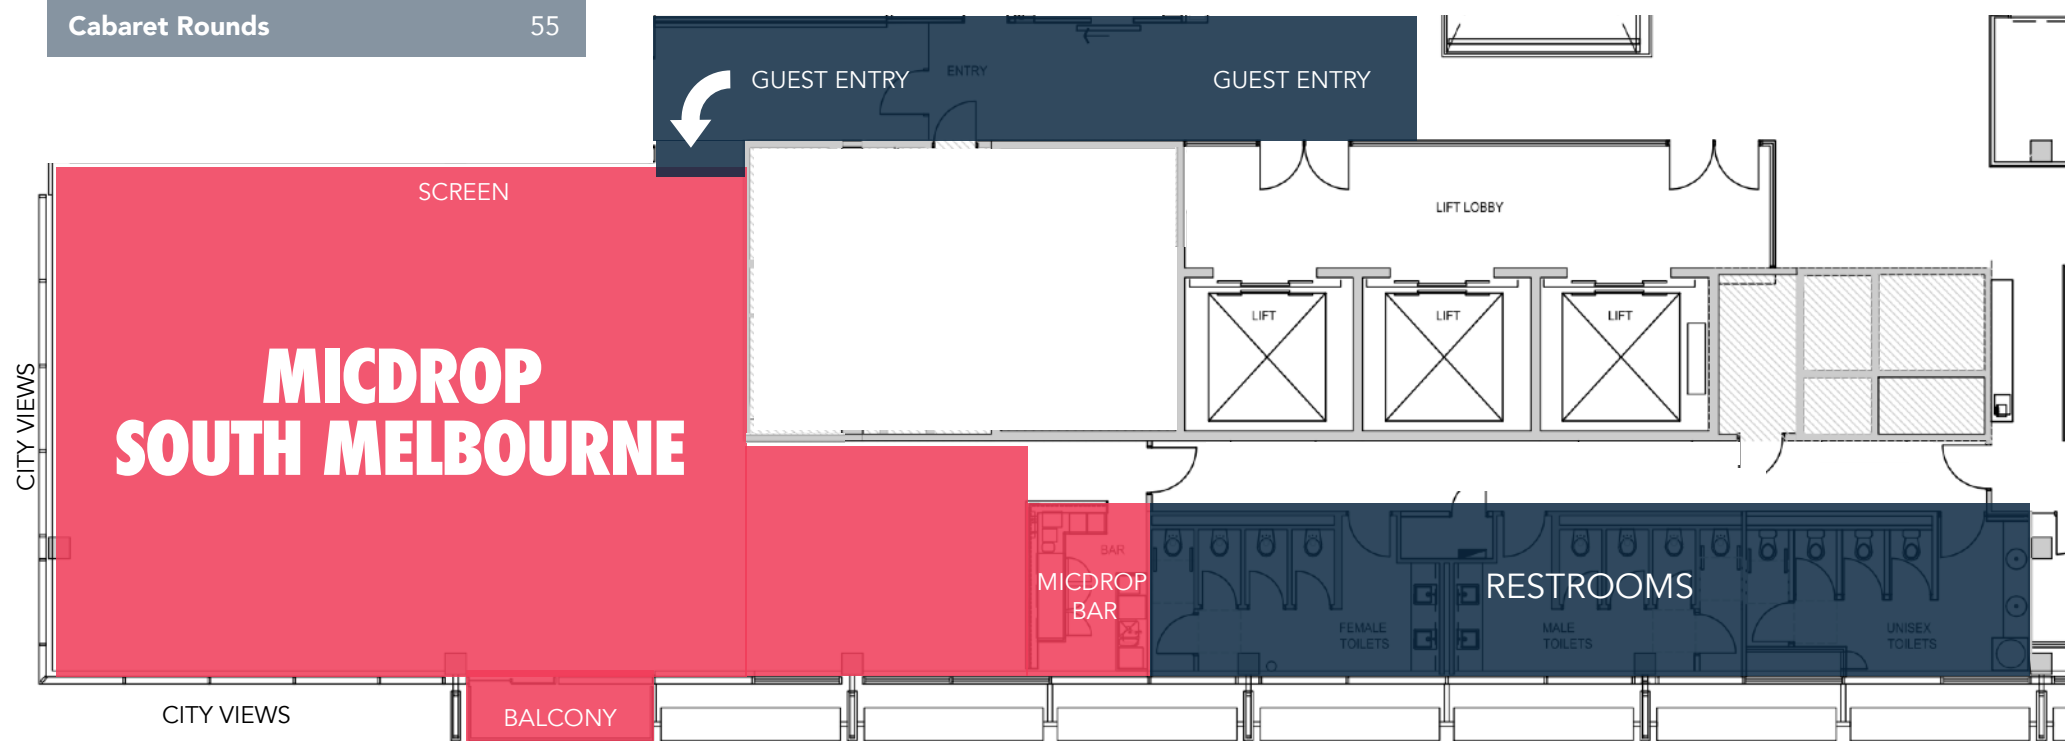 Cabaret Rounds 55
GUEST ENTRY
ENTRY
GUEST ENTRY
SCREEN
LIFT LOBBY
LIFT
LIFT
LIFT
MICDROP
SOUTH MELBOURNE
CITY VIEWS
BAR
MICDROP
BAR
RESTROOMS
FEMALE
TOILETS
MALE
TOILETS
UNISEX
TOILETS
CITY VIEWS
BALCONY